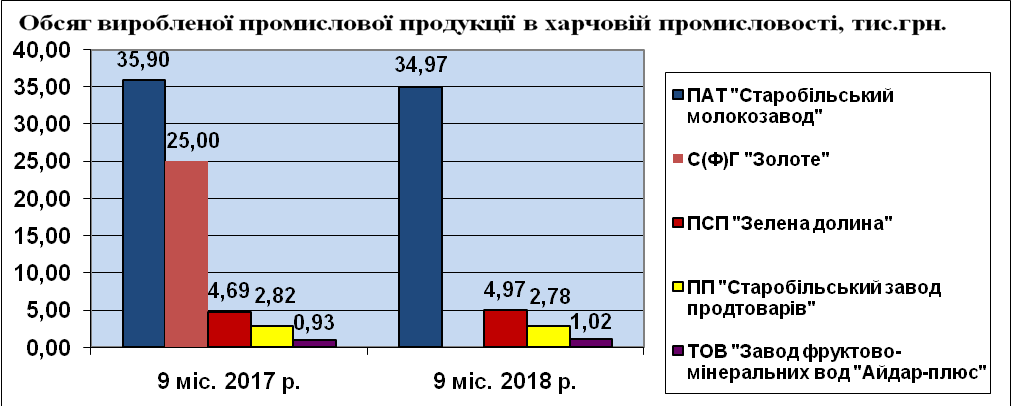 Обсяг виробленої промислової продукції в харчовій промисловості, тис.грн.
40,00
35,00
30,00
25,00
20,00
15,00
10,00
5,00
0,00
35,90
25,00
4,69
2,82
0,93
34,97
4,97
2,78
1,02
9 міс. 2017 р.
9 міс. 2018 р.
ПАТ "Старобільський
молокозавод"
С(Ф)Г "Золоте"
ПСП "Зелена долина"
ПП "Старобільський завод
продтоварів"
ТОВ "Завод фруктово-
мінеральних вод "Айдар-плюс"